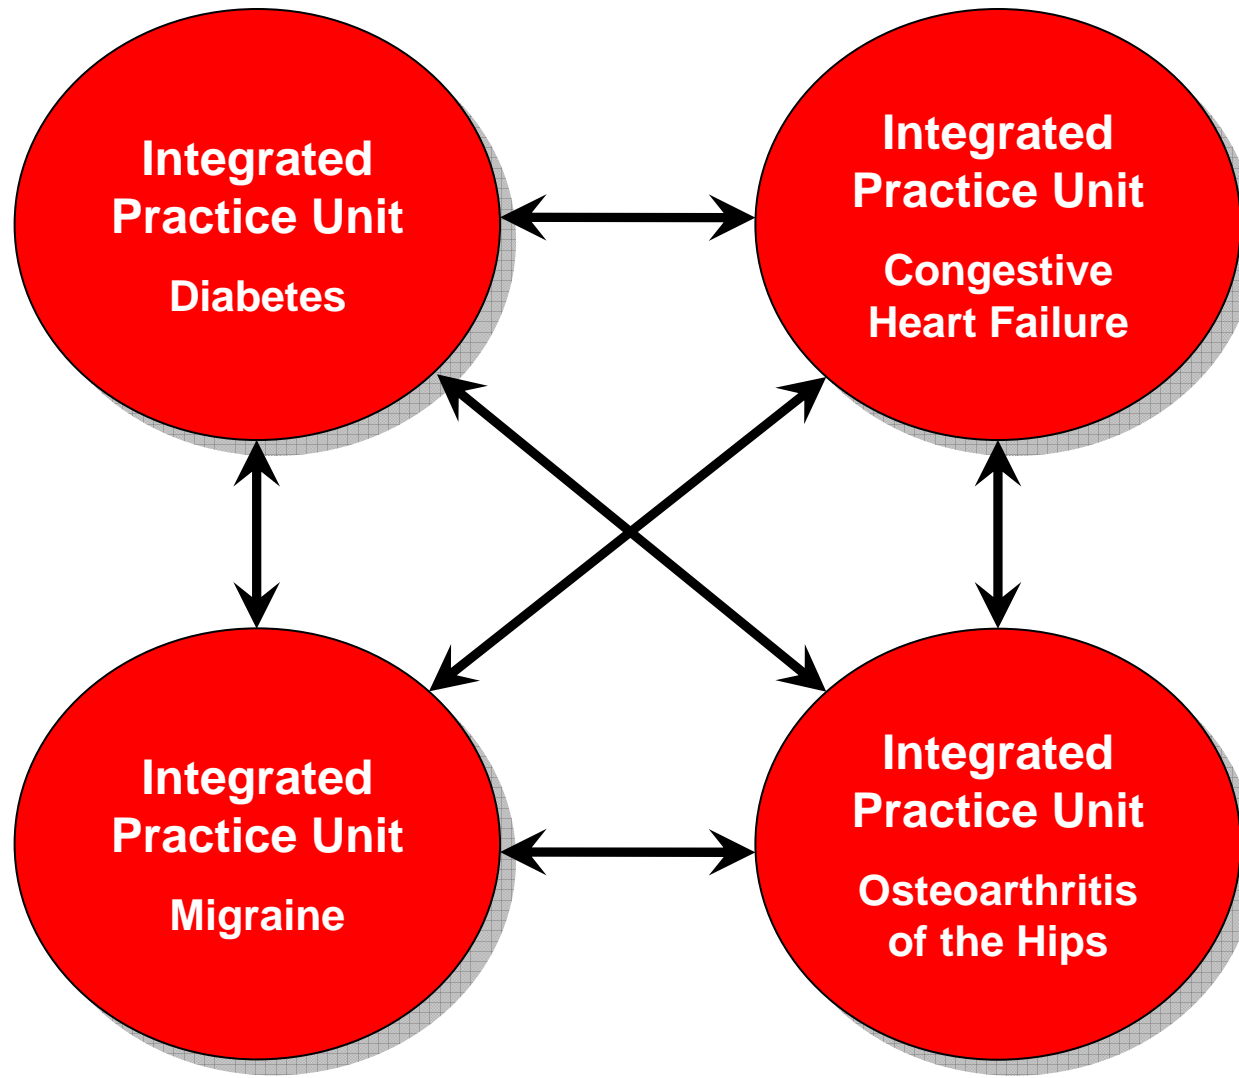 Integrated
Practice Unit
Diabetes
Integrated
Practice Unit
Congestive
Heart Failure
Integrated
Practice Unit
Migraine
Integrated
Practice Unit
Osteoarthritis
of the Hips